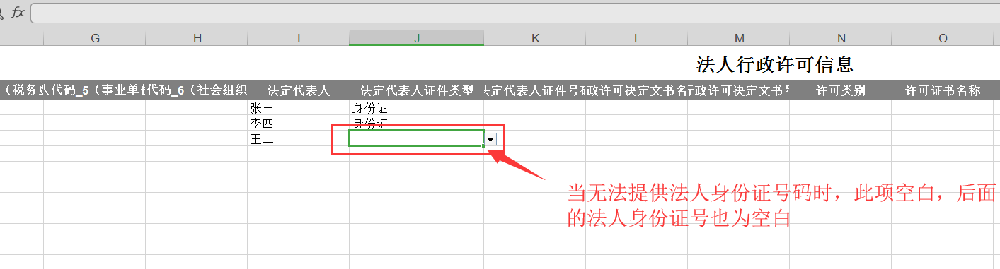 fx
G H I J K L M N O
法人行政许可信息
（税务 代码_5（事业单 代码_6（社会组织 法定代表人 法定代表人证件类型 法定代表人证件号 政许可决定文书名 政许可决定文书号 许可类别 许可证书名称
张三 身份证
李四 身份证
王二
当无法提供法人身份证号码时，此项空白，后面
的法人身份证号也为空白